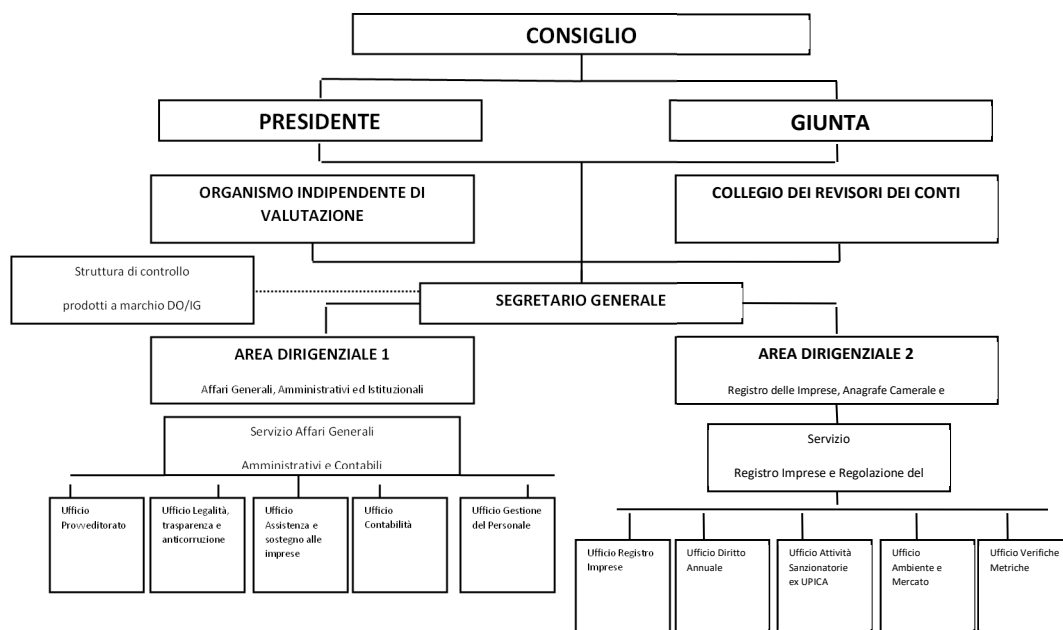 CONSIGLIO
PRESIDENTE
GIUNTA
ORGANISMO INDIPENDENTE DI
VALUTAZIONE
COLLEGIO DEI REVISORI DEI CONTI
Struttura di controllo
prodotti a marchio DO/IG
SEGRETARIO GENERALE
AREA DIRIGENZIALE 1
Affari Generali, Amministrativi ed Istituzionali
AREA DIRIGENZIALE 2
Registro delle Imprese, Anagrafe Camerale e
Servizio Affari Generali
Amministrativi e Contabili
Servizio
Registro Imprese e Regolazione del
Ufficio
Provveditorato
Ufficio Legalità,
trasparenza e
anticorruzione
Ufficio
Assistenza e
sostegno alle
imprese
Ufficio
Contabilità
Ufficio Gestione
del Personale
Ufficio Registro
Imprese
Ufficio Diritto
Annuale
Ufficio Attività
Sanzionatorie
ex UPICA
Ufficio
Ambiente e
Mercato
Ufficio Verifiche
Metriche